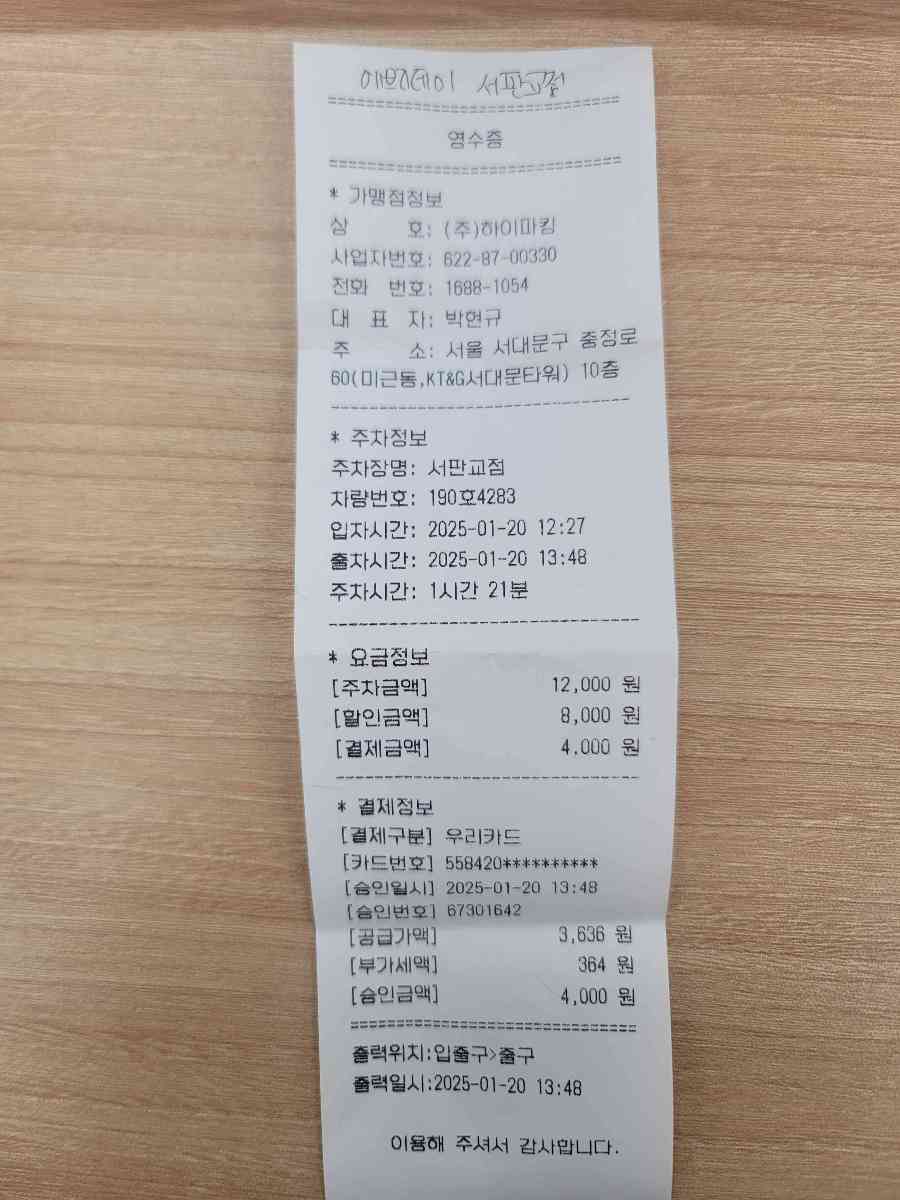 에브리데이 서판교점
================================
영수증
================================
* 가맹점정보
상 호: (주)하이파킹
사업자번호: 622-87-00330
전화 번호: 1688-1054
대 표 자: 박현규
주 소: 서울 서대문구 충정로
60(미근동,KT&G서대문타워) 10층
--------------------------------
* 주차정보
주차장명: 서판교점
차량번호: 190호4283
입차시간: 2025-01-20 12:27
출차시간: 2025-01-20 13:48
주차시간: 1시간 21분
--------------------------------
* 요금정보
[주차금액] 12,000 원
[할인금액] 8,000 원
[결제금액] 4,000 원
--------------------------------
* 결제정보
[결제구분] 우리카드
[카드번호] 558420**********
[승인일시] 2025-01-20 13:48
[승인번호] 67301642
[공급가액] 3,636 원
[부가세액] 364 원
[승인금액] 4,000 원
================================
출력위치:입출구>출구
출력일시:2025-01-20 13:48
이용해 주셔서 감사합니다.